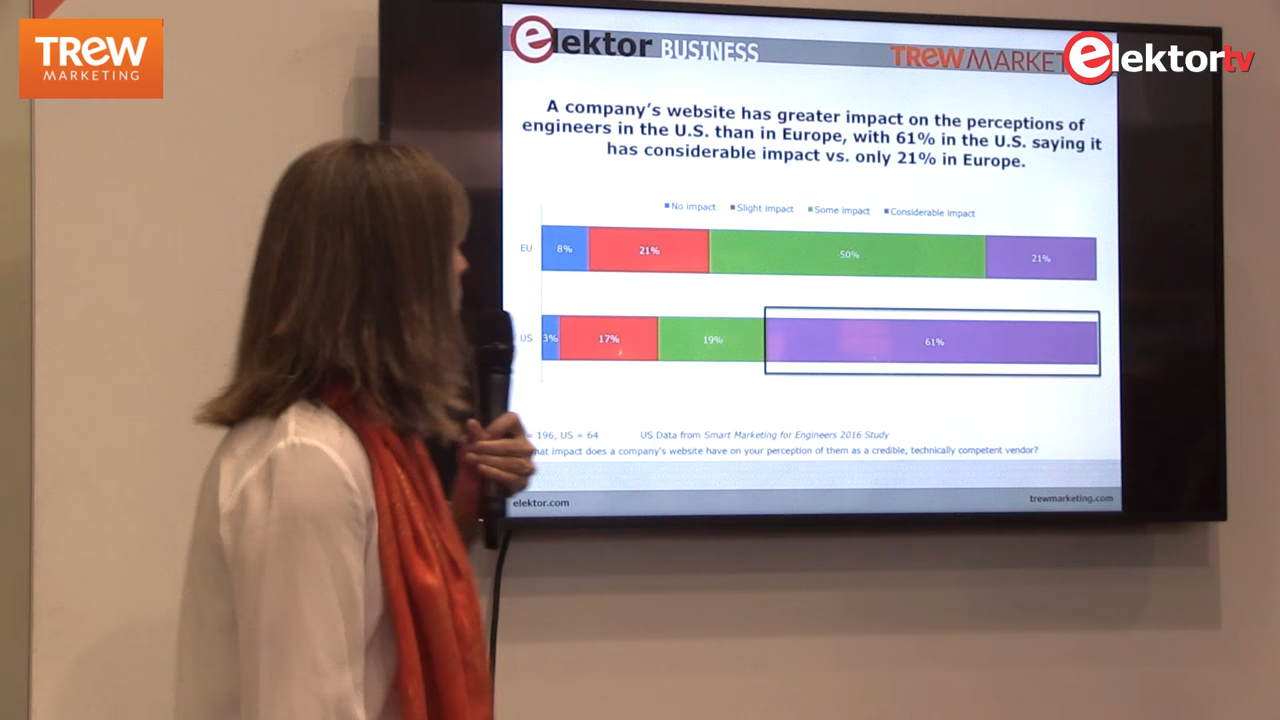 TREW
MARKETING
elektor BUSINESS
TREW MARKET
elektortv
A company's website has greater impact on the perceptions of
engineers in the U.S. than in Europe, with 61% in the U.S. saying it
has considerable impact vs. only 21% in Europe.
No impact Slight impact Some impact Considerable impact
EU 8% 21% 50% 21%
US 3% 17% 19% 61%
= 196, US = 64 US Data from Smart Marketing for Engineers 2016 Study
hat impact does a company's website have on your perception of them as a credible, technically competent vendor?
elektor.com trewmarketing.com